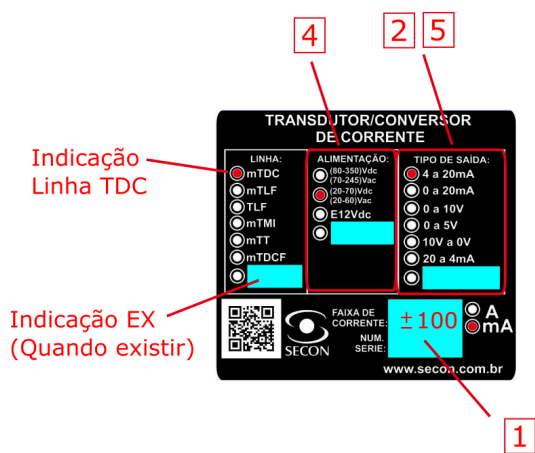 4
2
5
TRANSDUTOR/CONVERSOR
DE CORRENTE
Indicação
Linha TDC
LINHA:
mTDC
mTLF
TLF
mTMI
mTT
mTDCF
ALIMENTAÇÃO:
(80-350)Vdc
(70-245)Vac
(20-70)Vdc
(20-60)Vac
E12Vdc
TIPO DE SAÍDA:
4 a 20mA
0 a 20mA
0 a 10V
0 a 5V
10V a 0V
20 a 4mA
Indicação EX
(Quando existir)
SECON
FAIXA DE
CORRENTE:
NUM.
SERIE:
±100
A
mA
www.secon.com.br
1